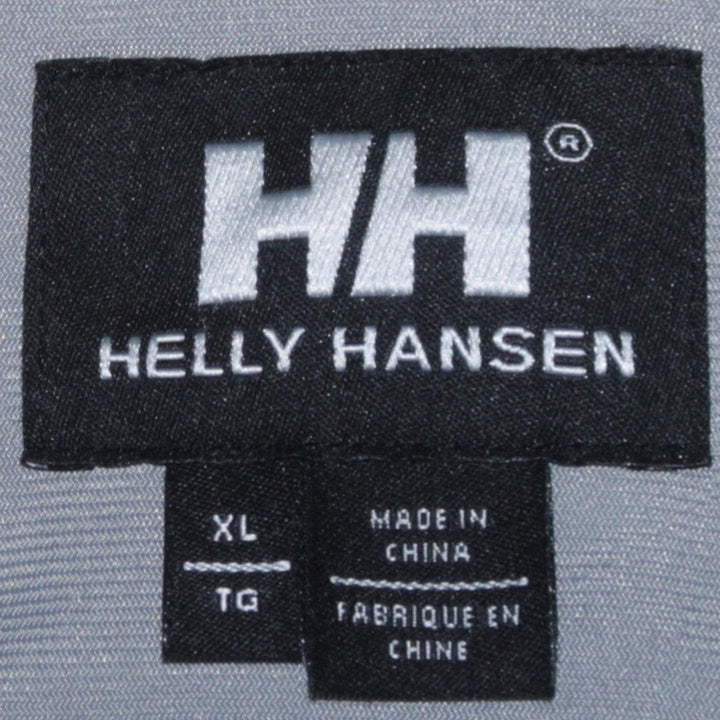 HH®
HELLY HANSEN
XL
TG
MADE IN
CHINA
FABRIQUE EN
CHINE